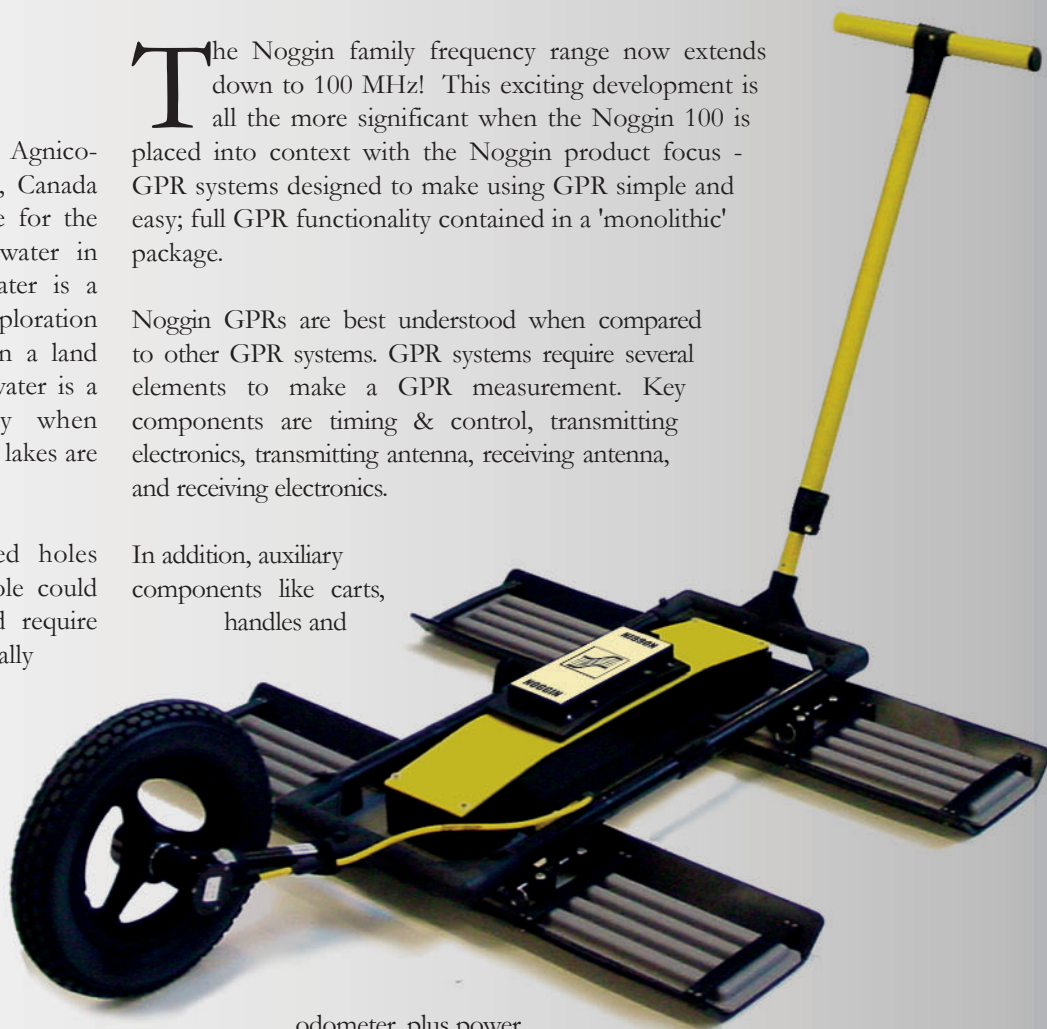 Agnico-
, Canada
e for the
water in
ater is a
ploration
n a land
water is a
y when
lakes are
ed holes
ole could
d require
ally
The Noggin family frequency range now extends
down to 100 MHz! This exciting development is
all the more significant when the Noggin 100 is
placed into context with the Noggin product focus -
GPR systems designed to make using GPR simple and
easy; full GPR functionality contained in a 'monolithic'
package.
Noggin GPRs are best understood when compared
to other GPR systems. GPR systems require several
elements to make a GPR measurement. Key
components are timing & control, transmitting
electronics, transmitting antenna, receiving antenna,
and receiving electronics.
In addition, auxiliary
components like carts,
handles and
NOGGIN
NOGGIN
odometer, plus power